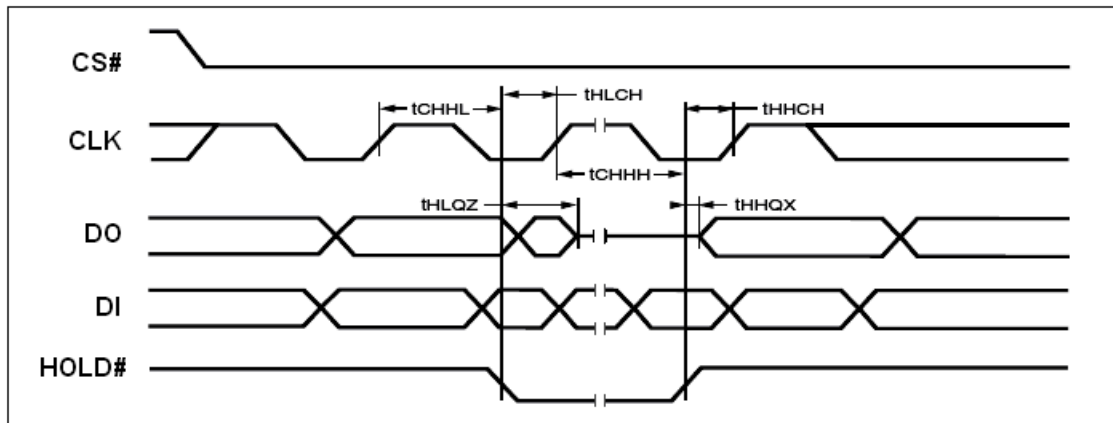 CS#
tCHHL
tHLCH
tHHCH
CLK
tCHHH
tHLQZ
tHHQX
DO
DI
HOLD#